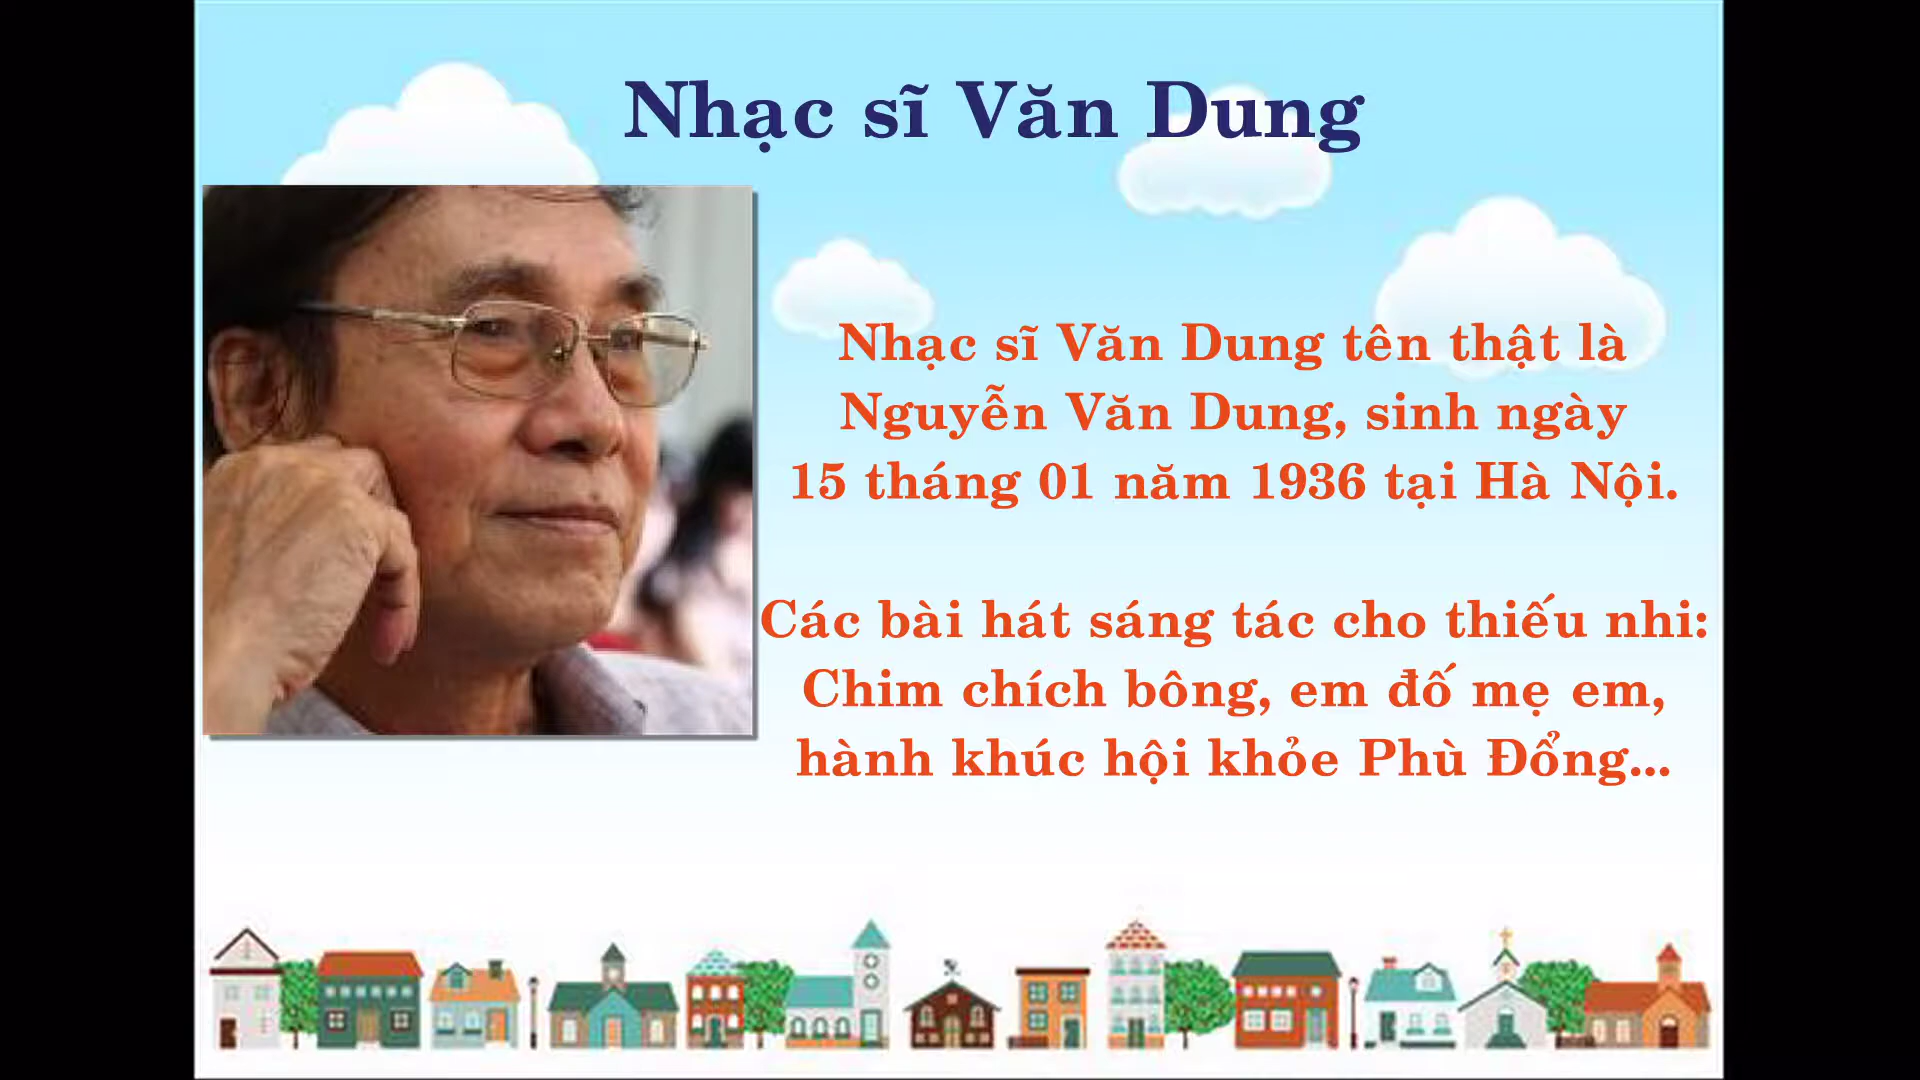 Nhạc sĩ Văn Dung
Nhạc sĩ Văn Dung tên thật là
Nguyễn Văn Dung, sinh ngày
15 tháng 01 năm 1936 tại Hà Nội.
Các bài hát sáng tác cho thiếu nhi:
Chim chích bông, em đố mẹ em,
hành khúc hội khỏe Phù Đổng...